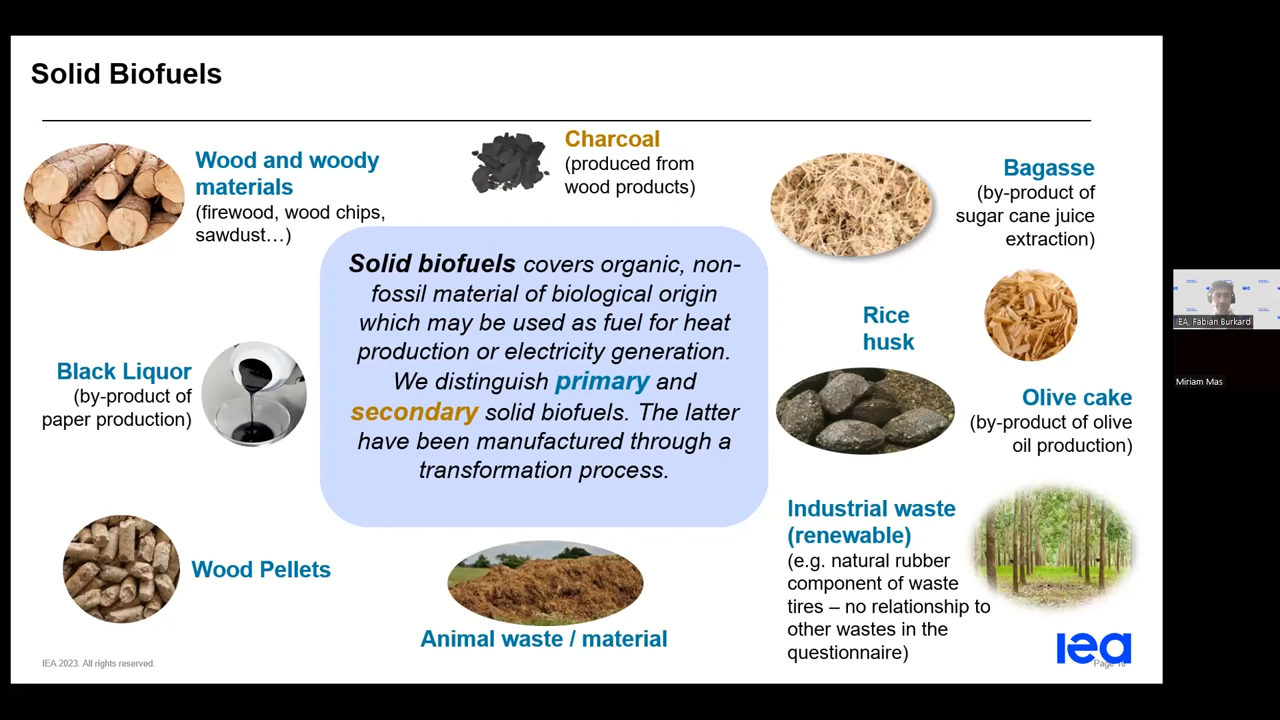 Solid Biofuels
Wood and woody
materials
(firewood, wood chips,
sawdust…)
Charcoal
(produced from
wood products)
Bagasse
(by-product of
sugar cane juice
extraction)
Solid biofuels covers organic, non-
fossil material of biological origin
which may be used as fuel for heat
production or electricity generation.
We distinguish primary and
secondary solid biofuels. The latter
have been manufactured through a
transformation process.
Rice
husk
Black Liquor
(by-product of
paper production)
Olive cake
(by-product of olive
oil production)
Industrial waste
(renewable)
(e.g. natural rubber
component of waste
tires – no relationship to
other wastes in the
questionnaire)
Wood Pellets
Animal waste / material
IEA 2023. All rights reserved.
iea
Page
IEA, Fabian Burkard
Miriam Mas